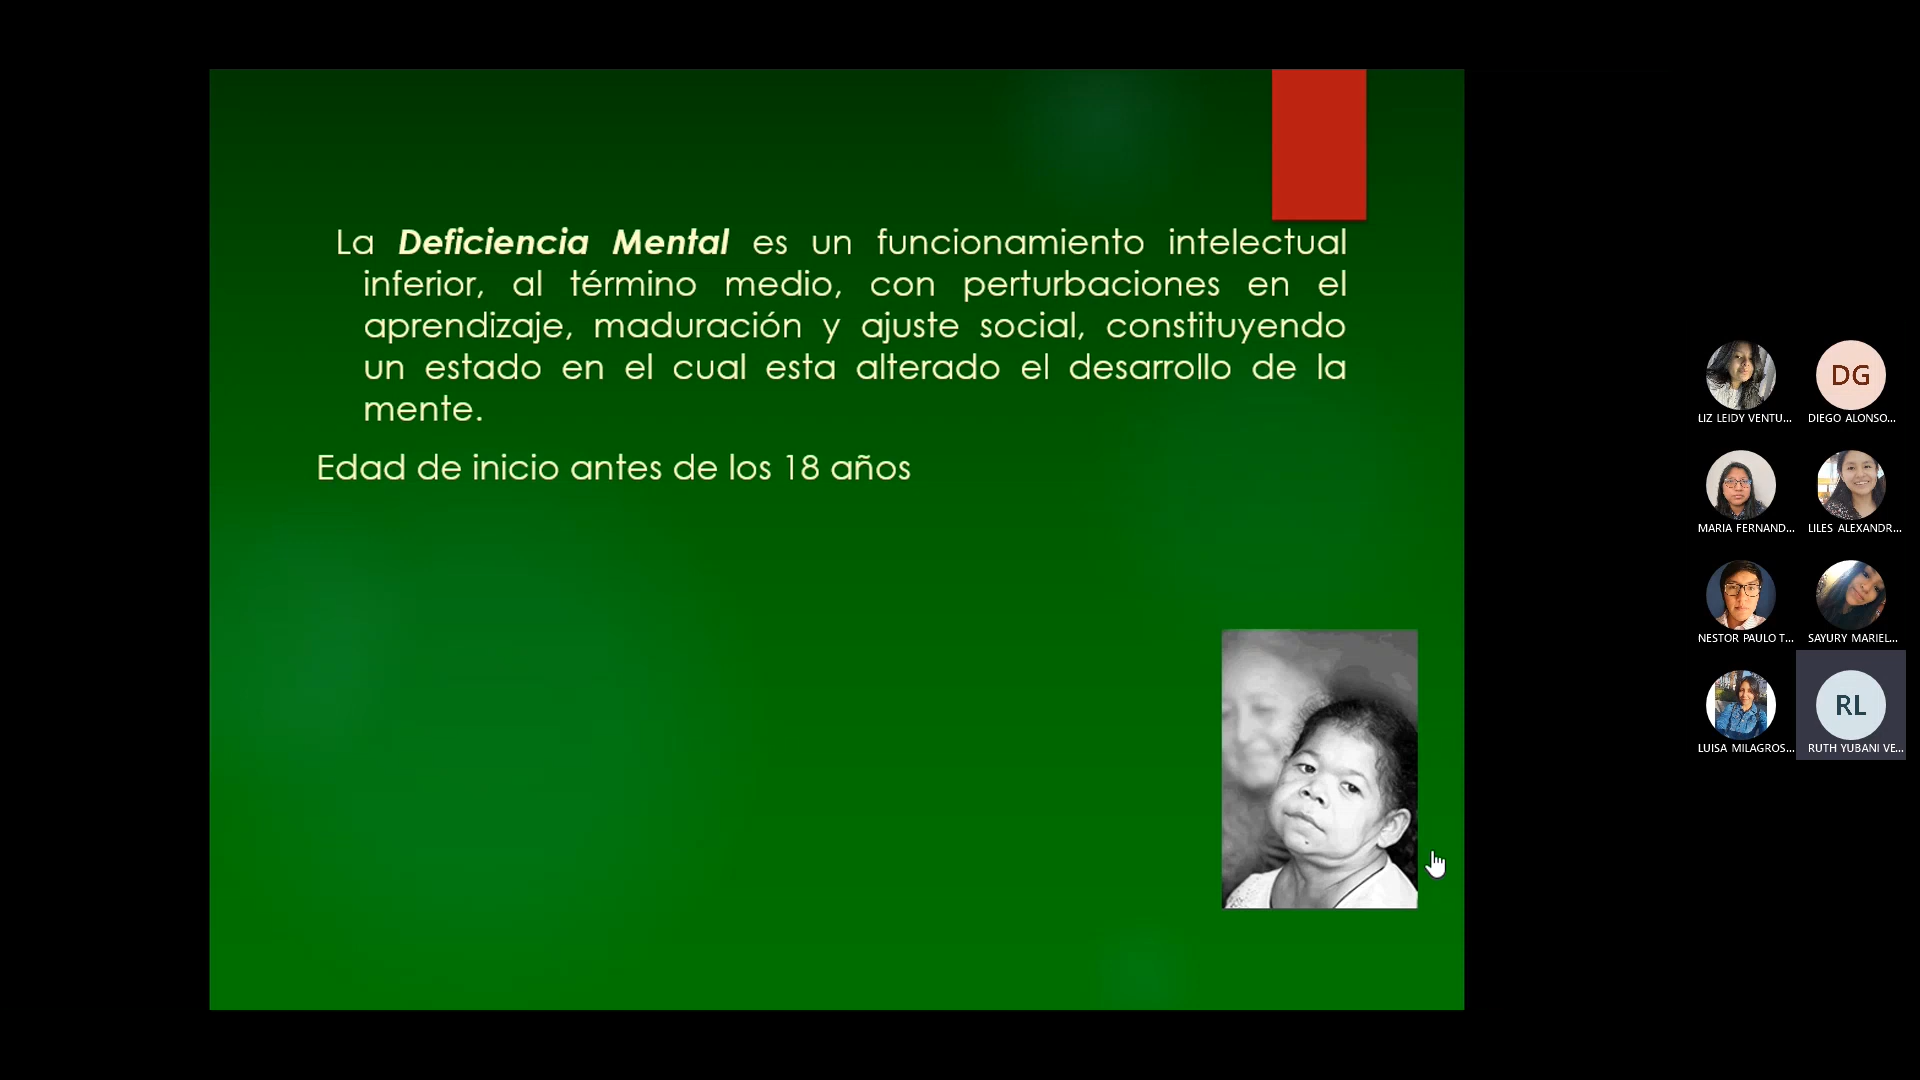 La Deficiencia Mental es un funcionamiento intelectual
inferior, al término medio, con perturbaciones en el
aprendizaje, maduración y ajuste social, constituyendo
un estado en el cual esta alterado el desarrollo de la
mente.
Edad de inicio antes de los 18 años
LIZ LEIDY VENTU...
DG
DIEGO ALONSO...
MARIA FERNAND...
LILES ALEXANDR...
NESTOR PAULO T...
SAYURY MARIEL...
LUISA MILAGROS...
RL
RUTH YUBANI VE...